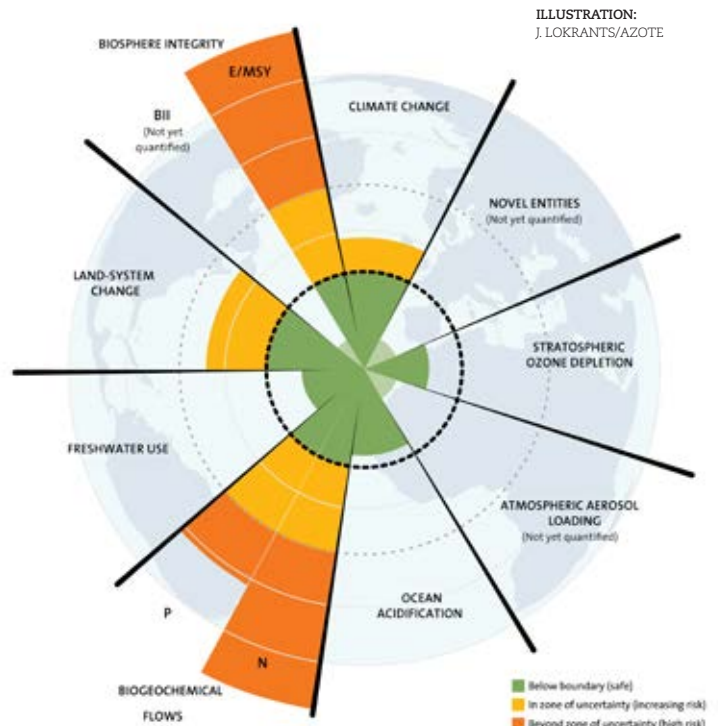 ILLUSTRATION:
J. LOKRANTS/AZOTE
BIOSPHERE INTEGRITY
E/MSY
CLIMATE CHANGE
BII
(Not yet
quantified)
NOVEL ENTITIES
(Not yet quantified)
LAND-SYSTEM
CHANGE
STRATOSPHERIC
OZONE DEPLETION
FRESHWATER USE
ATMOSPHERIC AEROSOL
LOADING
(Not yet quantified)
OCEAN
ACIDIFICATION
P
N
BIOGEOCHEMICAL
FLOWS
Below boundary (safe)
In zone of uncertainty (increasing risk)
Beyond zone of uncertainty (high risk)